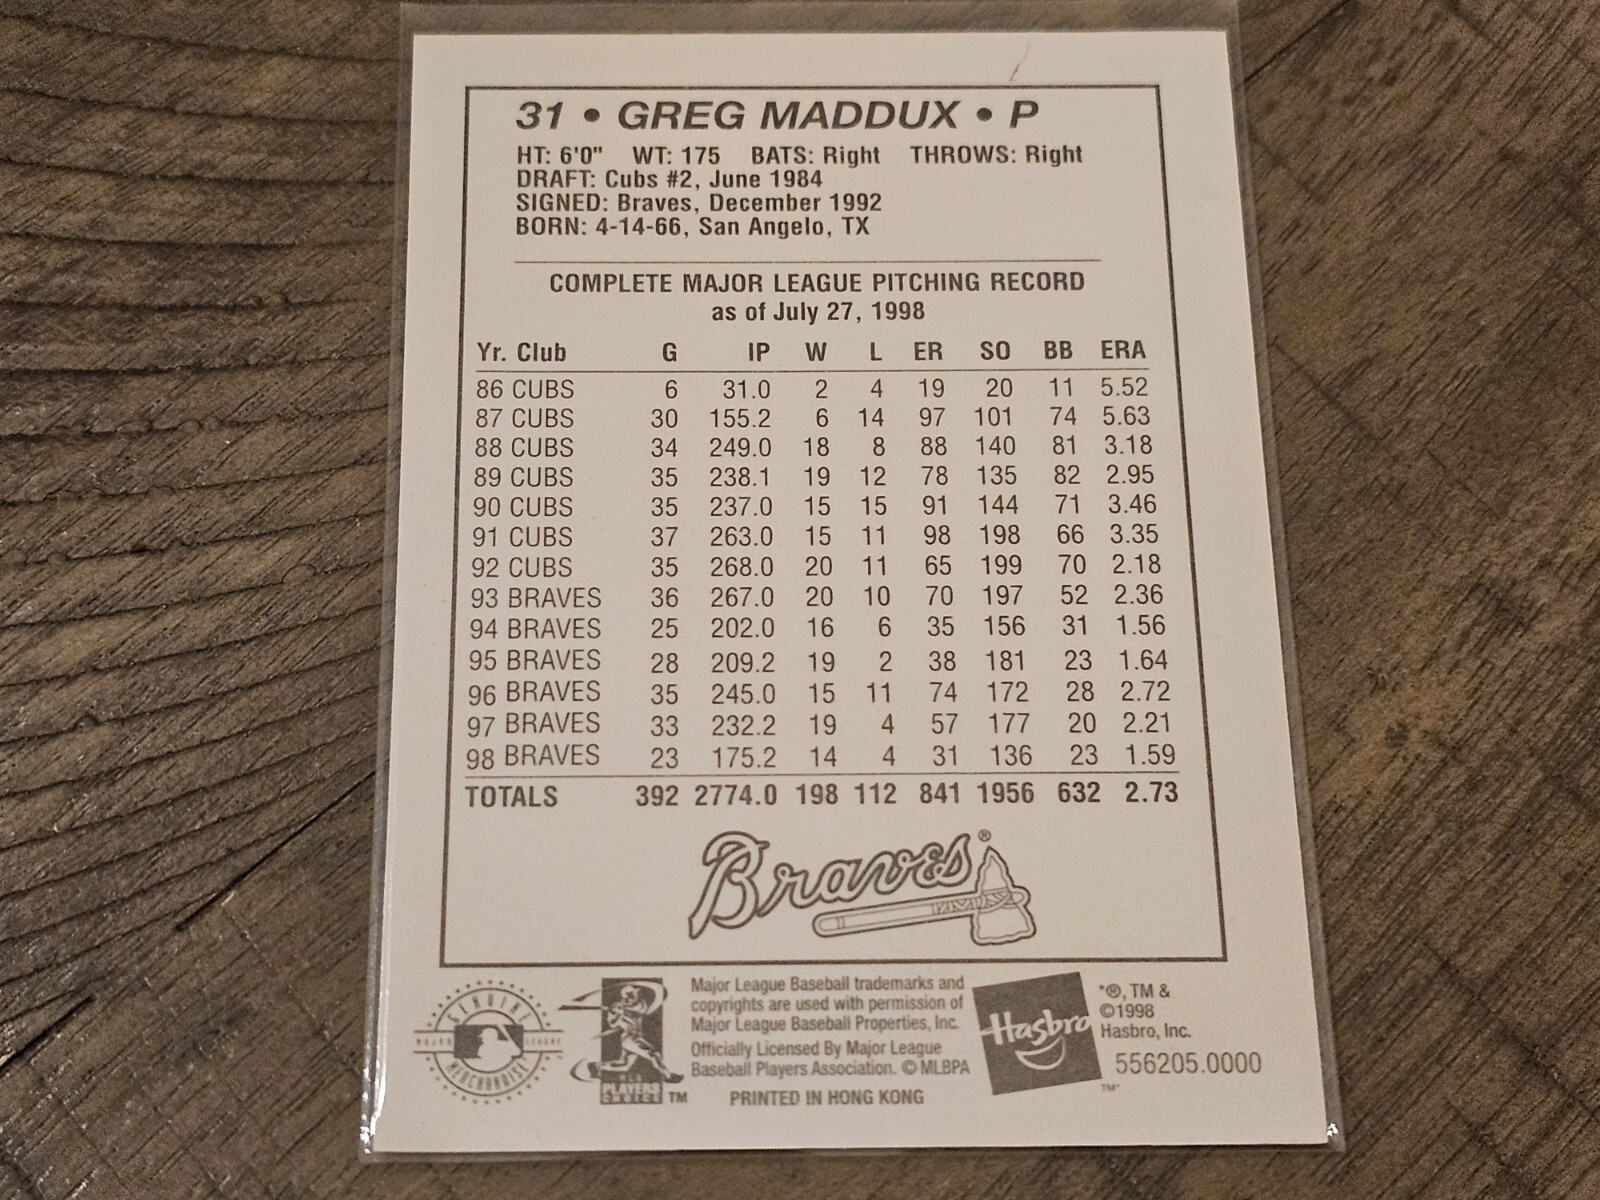 31 • GREG MADDUX • P
HT: 6'0" WT: 175 BATS: Right THROWS: Right
DRAFT: Cubs #2, June 1984
SIGNED: Braves, December 1992
BORN: 4-14-66, San Angelo, TX
COMPLETE MAJOR LEAGUE PITCHING RECORD
as of July 27, 1998
Yr. Club G IP W L ER SO BB ERA
86 CUBS 6 31.0 2 4 19 20 11 5.52
87 CUBS 30 155.2 6 14 97 101 74 5.63
88 CUBS 34 249.0 18 8 88 140 81 3.18
89 CUBS 35 238.1 19 12 78 135 82 2.95
90 CUBS 35 237.0 15 15 91 144 71 3.46
91 CUBS 37 263.0 15 11 98 198 66 3.35
92 CUBS 35 268.0 20 11 65 199 70 2.18
93 BRAVES 36 267.0 20 10 70 197 52 2.36
94 BRAVES 25 202.0 16 6 35 156 31 1.56
95 BRAVES 28 209.2 19 2 38 181 23 1.64
96 BRAVES 35 245.0 15 11 74 172 28 2.72
97 BRAVES 33 232.2 19 4 57 177 20 2.21
98 BRAVES 23 175.2 14 4 31 136 23 1.59
TOTALS 392 2774.0 198 112 841 1956 632 2.73
Braves®
GENUINE
MAJOR LEAGUE
MERCHANDISE
MLB
PLAYERS
CHOICE TM
Major League Baseball trademarks and
copyrights are used with permission of
Major League Baseball Properties, Inc.
Officially Licensed By Major League
Baseball Players Association. © MLBPA
PRINTED IN HONG KONG
Hasbro
TM*
*®, TM &
©1998
Hasbro, Inc.
556205.0000